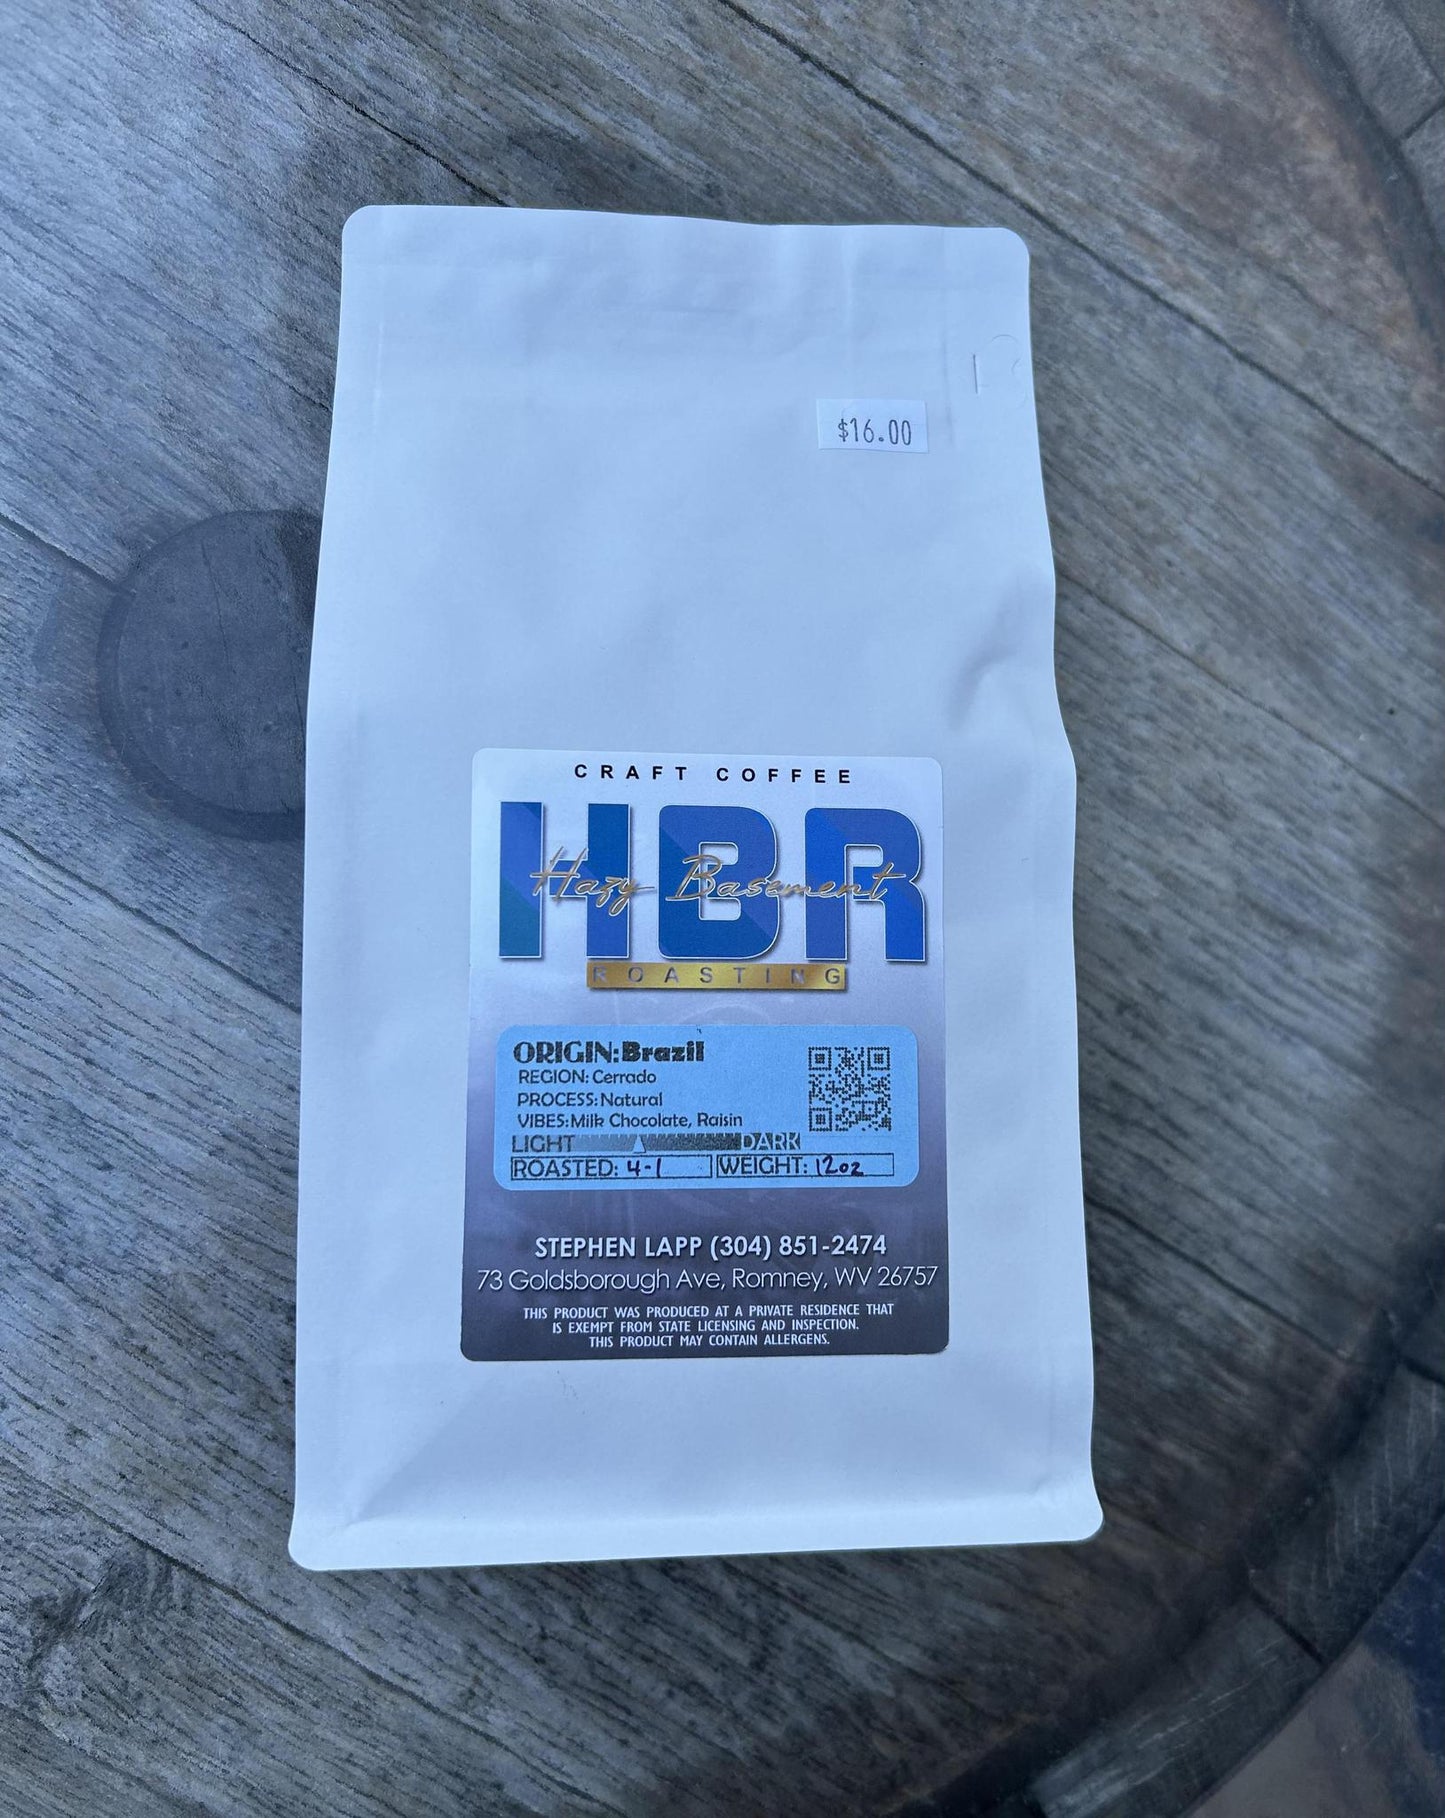 $16.00
CRAFT COFFEE
HBR
Hazy Basement
ROASTING
ORIGIN: Brazil
REGION: Cerrado
PROCESS: Natural
VIBES: Milk Chocolate, Raisin
LIGHT DARK
ROASTED: 4-1 WEIGHT: 12oz
STEPHEN LAPP (304) 851-2474
73 Goldsborough Ave, Romney, WV 26757
THIS PRODUCT WAS PRODUCED AT A PRIVATE RESIDENCE THAT
IS EXEMPT FROM STATE LICENSING AND INSPECTION.
THIS PRODUCT MAY CONTAIN ALLERGENS.